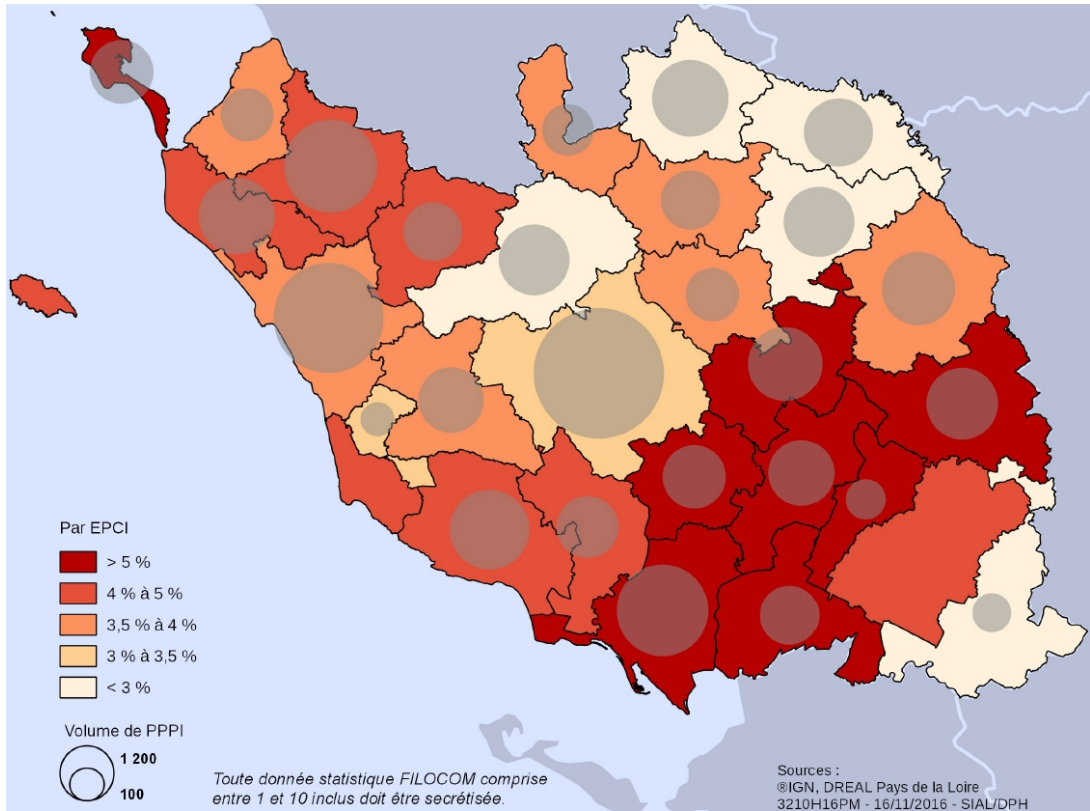 Par EPCI
> 5 %
4 % à 5 %
3,5 % à 4 %
3 % à 3,5 %
< 3 %
Volume de PPPI
1 200
100
Toute donnée statistique FILOCOM comprise
entre 1 et 10 inclus doit être secrétisée.
Sources :
®IGN, DREAL Pays de la Loire
3210H16PM - 16/11/2016 - SIAL/DPH